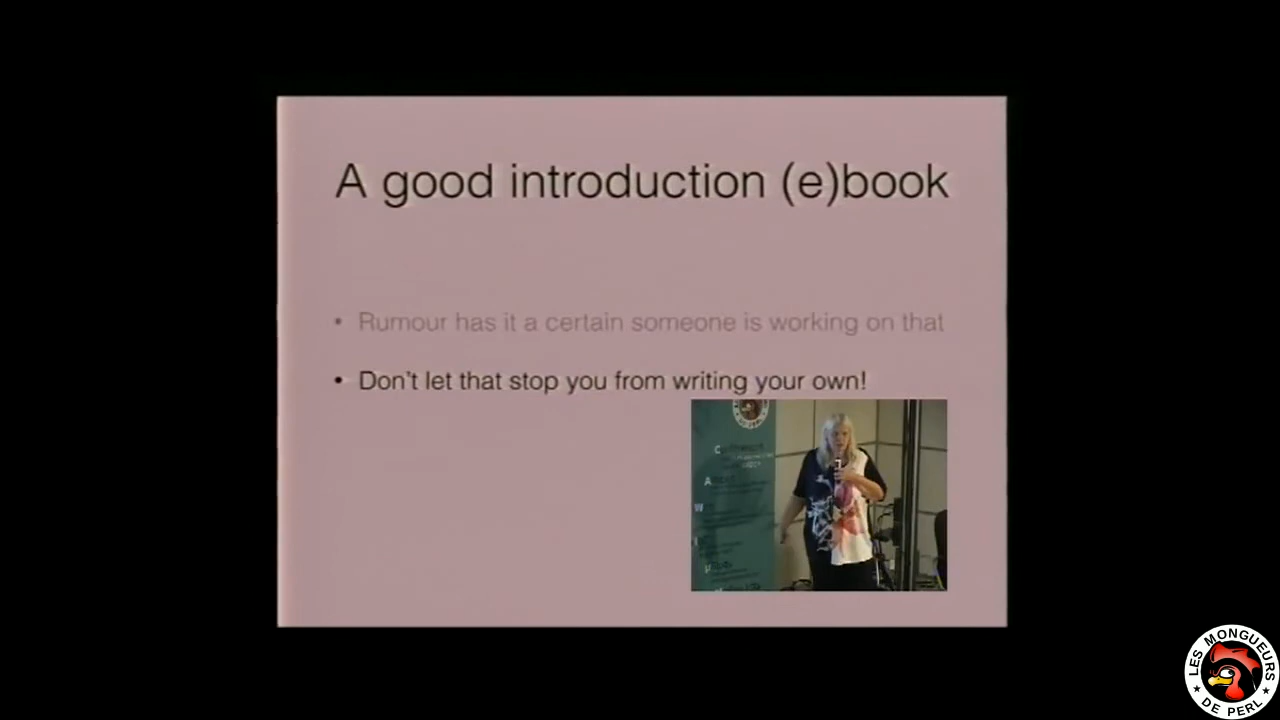 A good introduction (e)book
• Rumour has it a certain someone is working on that
• Don't let that stop you from writing your own!
LES MONGUEURS
DE PERL